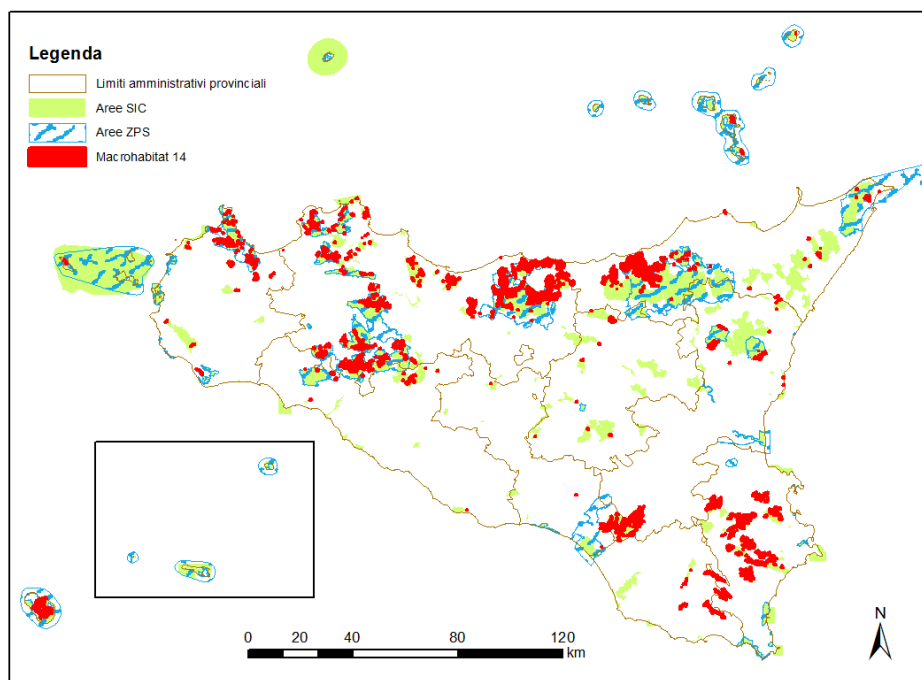 Legenda
Limiti amministrativi provinciali
Aree SIC
Aree ZPS
Macrohabitat 14
N
0 20 40 80 120
km